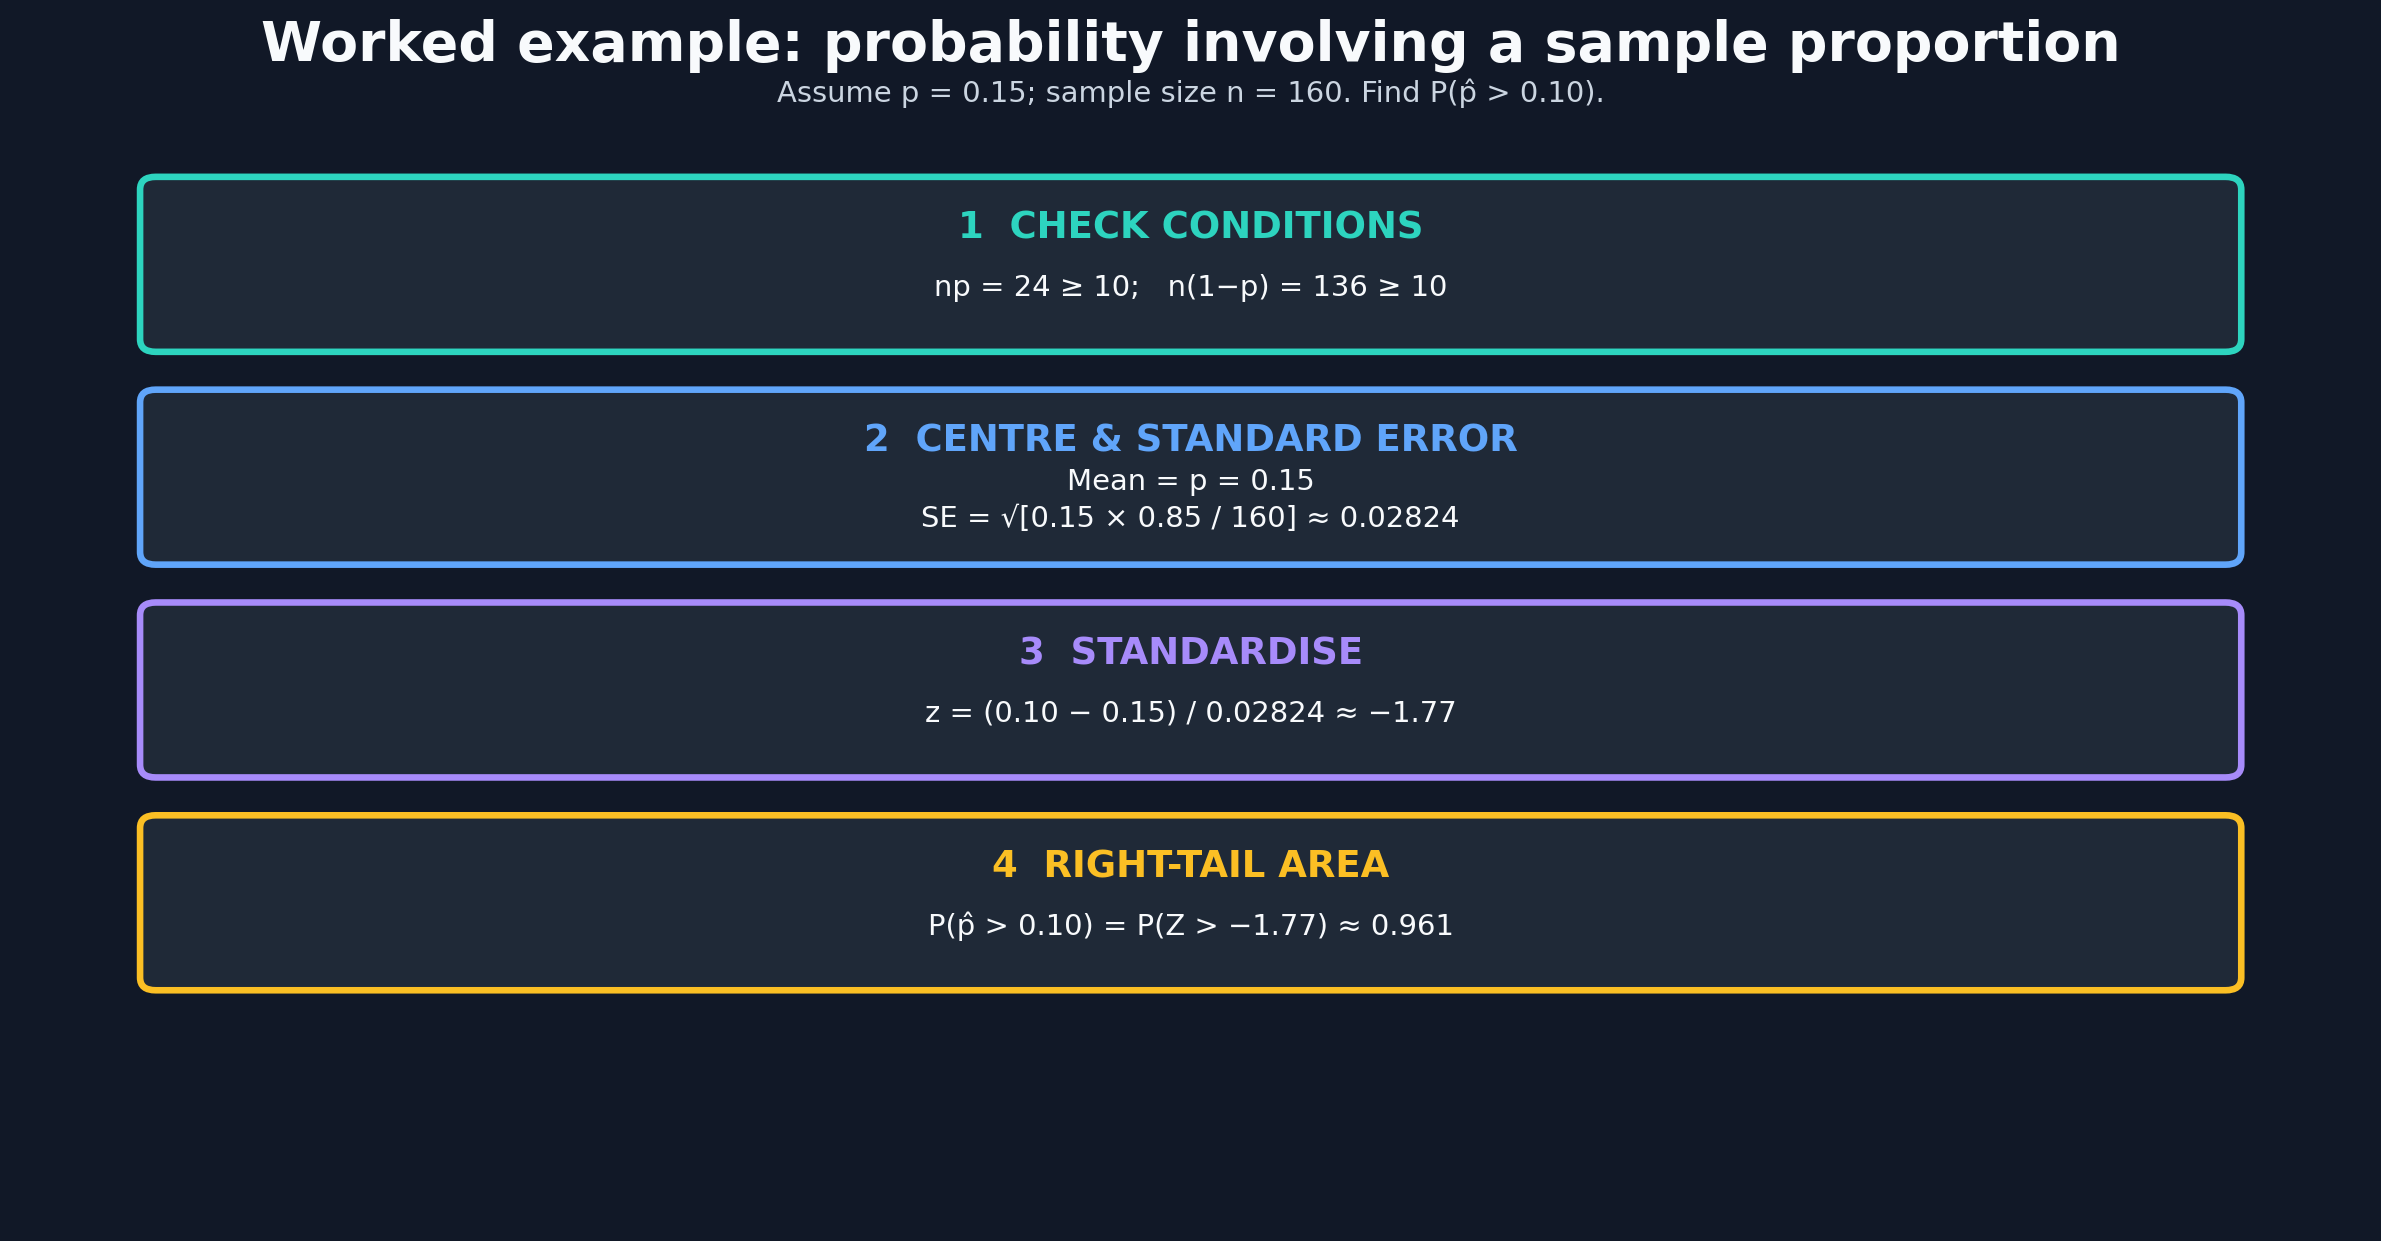 Worked example: probability involving a sample proportion
Assume p = 0.15; sample size n = 160. Find P(p̂ > 0.10).
1 CHECK CONDITIONS
np = 24 ≥ 10; n(1−p) = 136 ≥ 10
2 CENTRE & STANDARD ERROR
Mean = p = 0.15
SE = √[0.15 × 0.85 / 160] ≈ 0.02824
3 STANDARDISE
z = (0.10 − 0.15) / 0.02824 ≈ −1.77
4 RIGHT-TAIL AREA
P(p̂ > 0.10) = P(Z > −1.77) ≈ 0.961